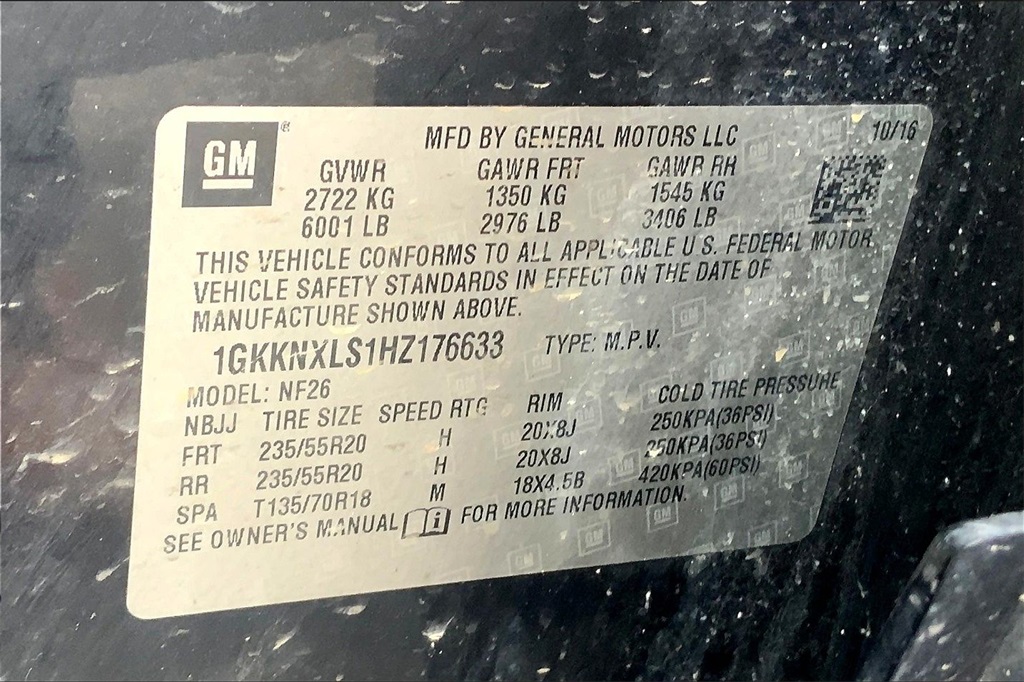 GM ® MFD BY GENERAL MOTORS LLC 10/16
GVWR GAWR FRT GAWR RH
2722 KG 1350 KG 1545 KG
6001 LB 2976 LB 3406 LB
THIS VEHICLE CONFORMS TO ALL APPLICABLE U S. FEDERAL MOTOR
VEHICLE SAFETY STANDARDS IN EFFECT ON THE DATE OF
MANUFACTURE SHOWN ABOVE.
1GKKNXLS1HZ176633 TYPE: M.P.V.
MODEL: NF26
NBJJ TIRE SIZE SPEED RTG RIM COLD TIRE PRESSURE
FRT 235/55R20 H 20X8J 250KPA(36PSI)
RR 235/55R20 H 20X8J 250KPA(36PSI)
SPA T135/70R18 M 18X4.5B 420KPA(60PSI)
SEE OWNER'S MANUAL FOR MORE INFORMATION.